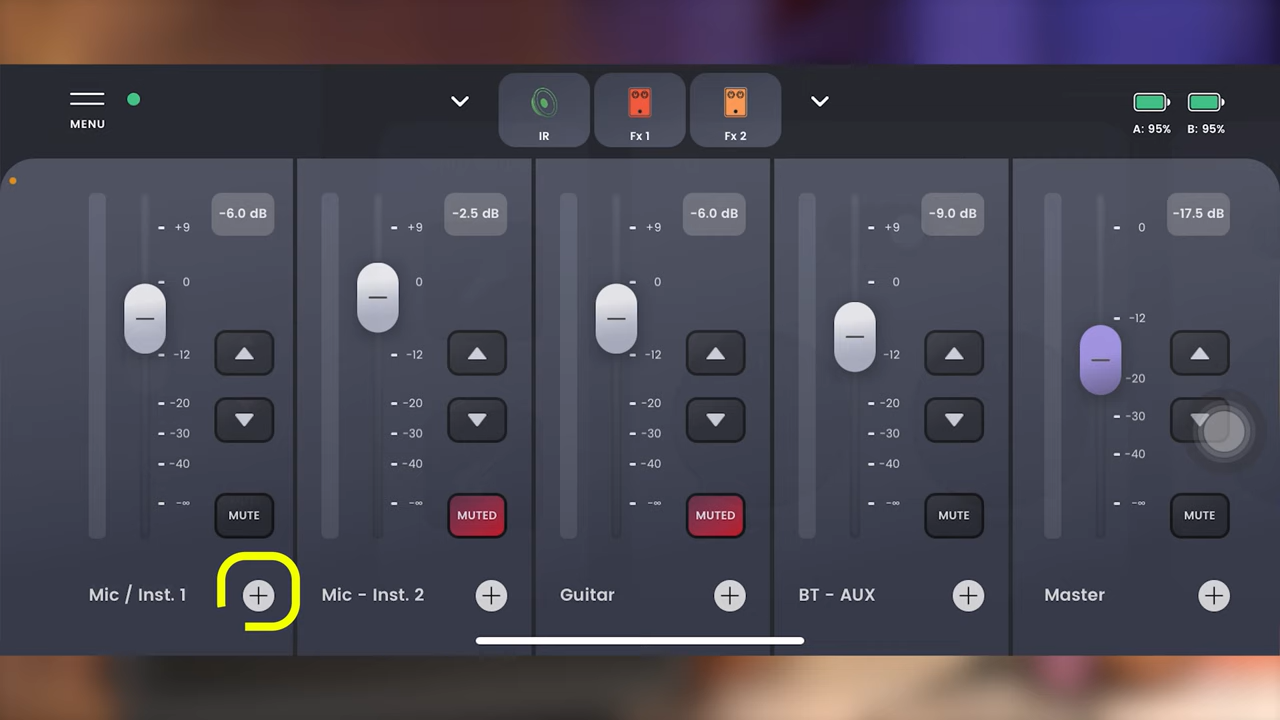 MENU
IR
Fx 1
Fx 2
A: 95%
B: 95%
-6.0 dB
+9
0
-12
-20
-30
-40
-∞
MUTE
Mic / Inst. 1
-2.5 dB
+9
0
-12
-20
-30
-40
-∞
MUTED
Mic - Inst. 2
-6.0 dB
+9
0
-12
-20
-30
-40
-∞
MUTED
Guitar
-9.0 dB
+9
0
-12
-20
-30
-40
-∞
MUTE
BT - AUX
-17.5 dB
0
-12
-20
-30
-40
-∞
MUTE
Master